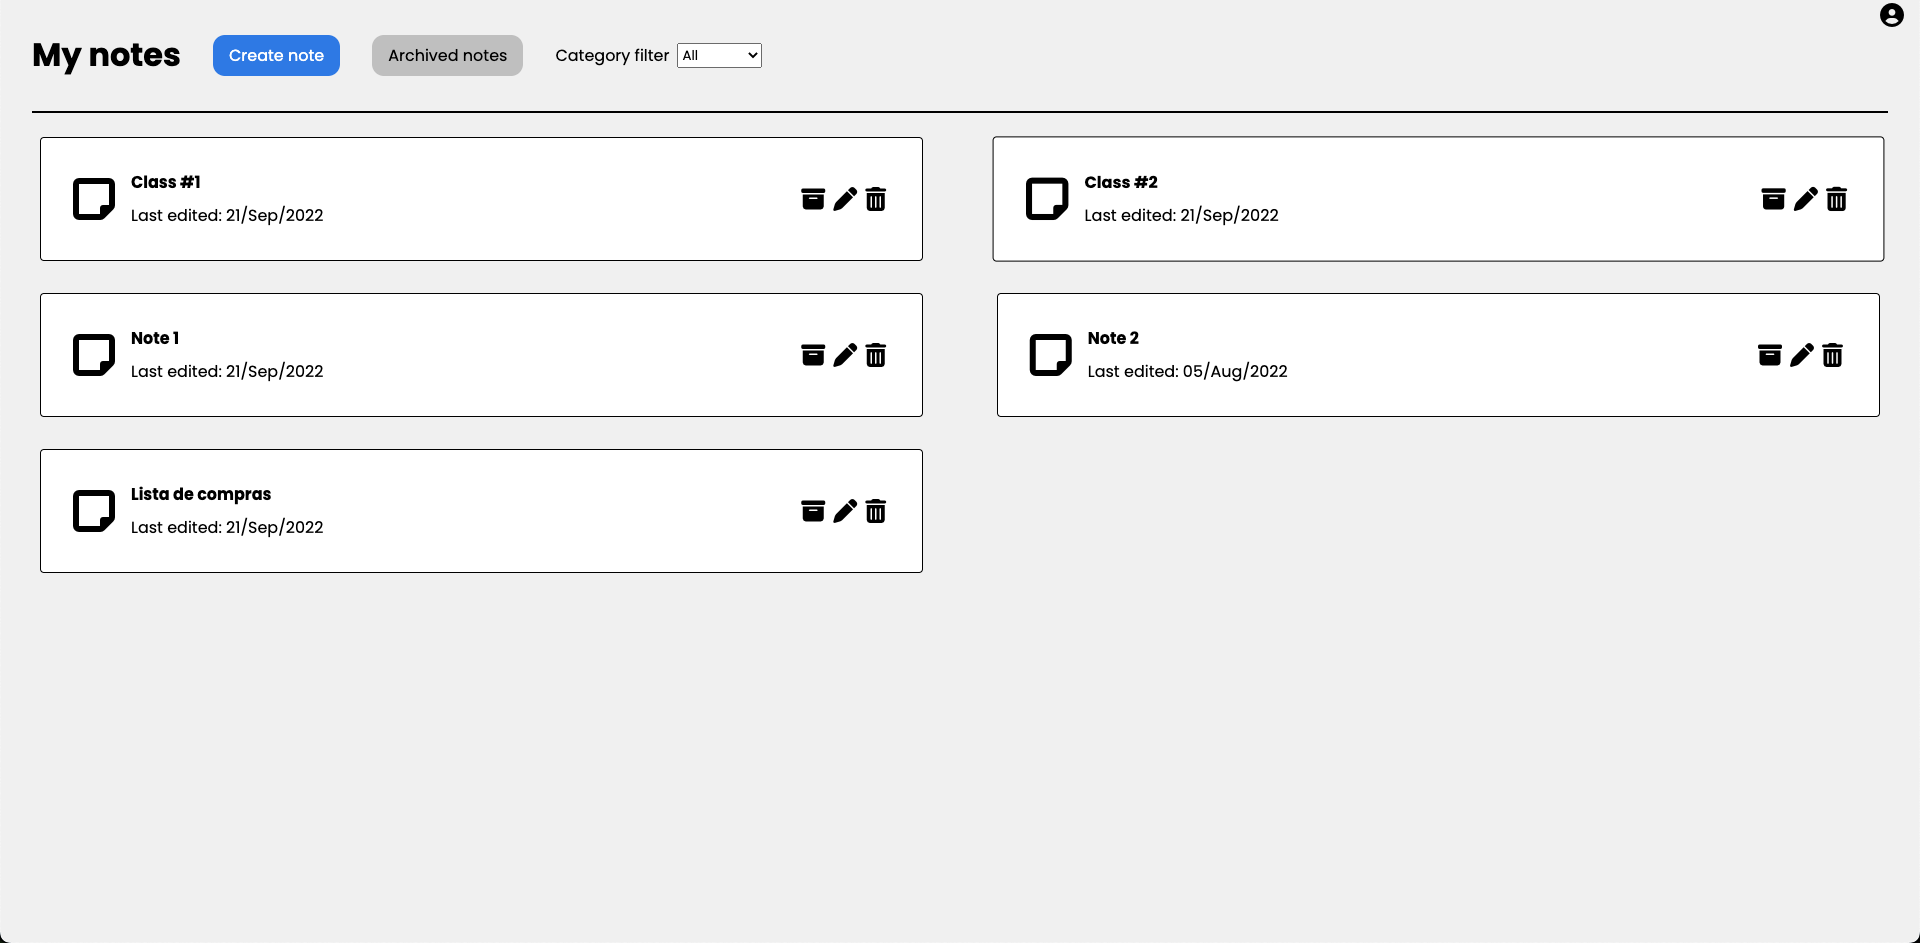 My notes
Create note
Archived notes
Category filter
All
Class #1
Last edited: 21/Sep/2022
Class #2
Last edited: 21/Sep/2022
Note 1
Last edited: 21/Sep/2022
Note 2
Last edited: 05/Aug/2022
Lista de compras
Last edited: 21/Sep/2022